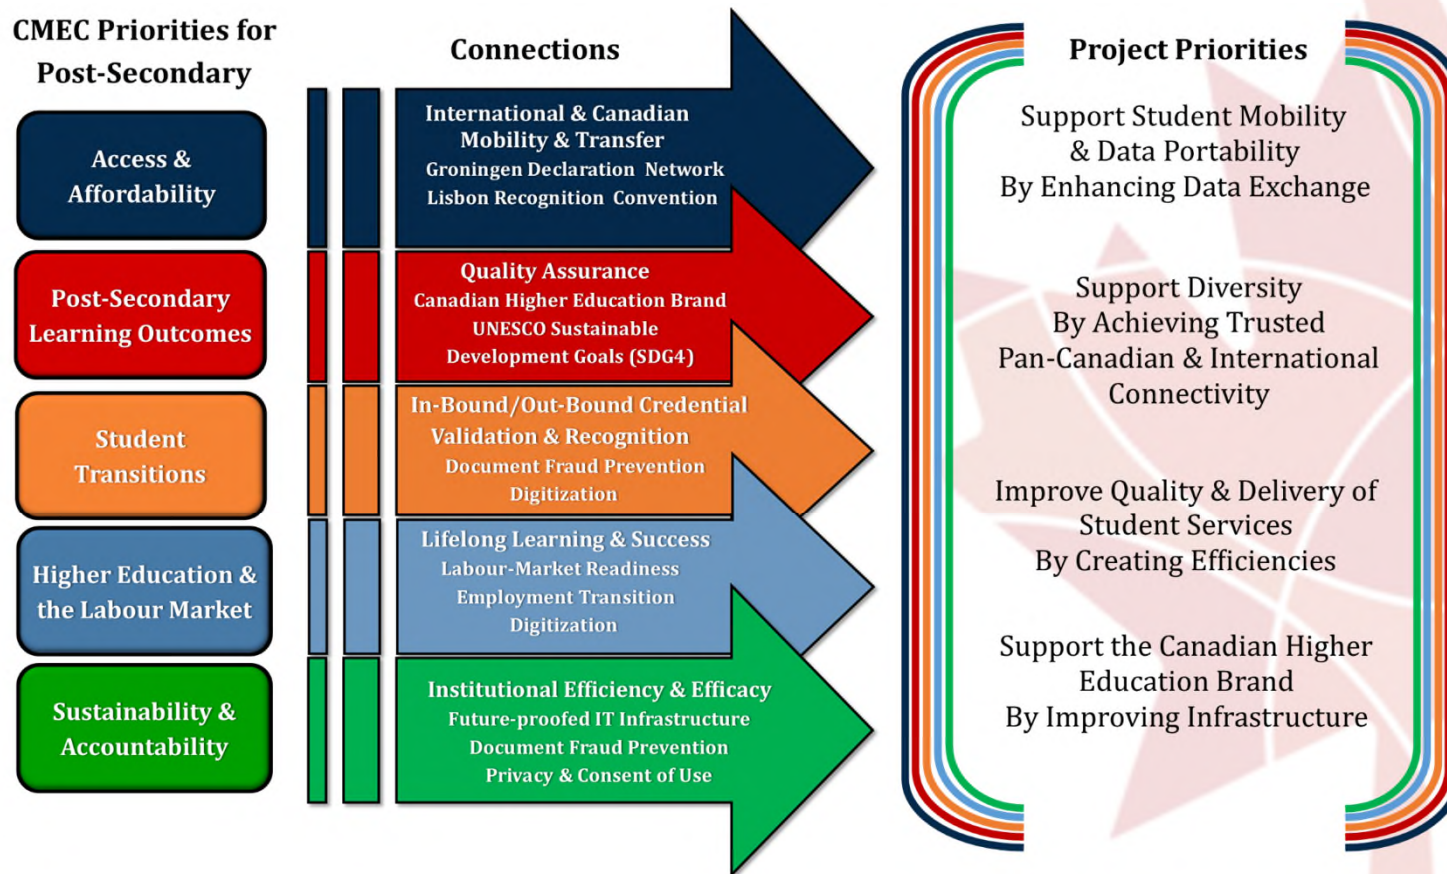 CMEC Priorities for
Post-Secondary
Access &
Affordability
Post-Secondary
Learning Outcomes
Student
Transitions
Higher Education &
the Labour Market
Sustainability &
Accountability
Connections
International & Canadian
Mobility & Transfer
Groningen Declaration Network
Lisbon Recognition Convention
Quality Assurance
Canadian Higher Education Brand
UNESCO Sustainable
Development Goals (SDG4)
In-Bound/Out-Bound Credential
Validation & Recognition
Document Fraud Prevention
Digitization
Lifelong Learning & Success
Labour-Market Readiness
Employment Transition
Digitization
Institutional Efficiency & Efficacy
Future-proofed IT Infrastructure
Document Fraud Prevention
Privacy & Consent of Use
Project Priorities
Support Student Mobility
& Data Portability
By Enhancing Data Exchange
Support Diversity
By Achieving Trusted
Pan-Canadian & International
Connectivity
Improve Quality & Delivery of
Student Services
By Creating Efficiencies
Support the Canadian Higher
Education Brand
By Improving Infrastructure